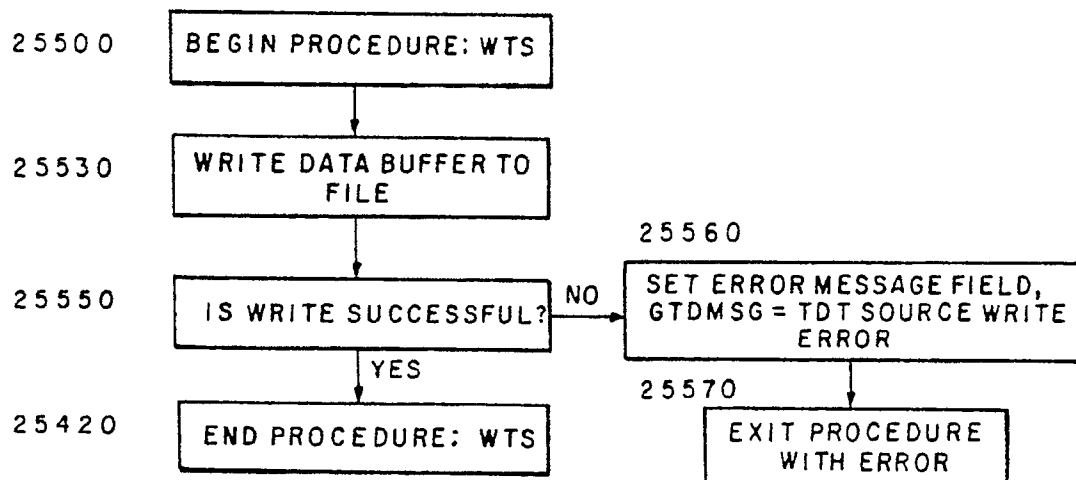 25500
BEGIN PROCEDURE: WTS
25530
WRITE DATA BUFFER TO
FILE
25550
IS WRITE SUCCESSFUL?
NO
25560
SET ERROR MESSAGE FIELD,
GTDMSG = TDT SOURCE WRITE
ERROR
YES
25570
EXIT PROCEDURE
WITH ERROR
25420
END PROCEDURE: WTS